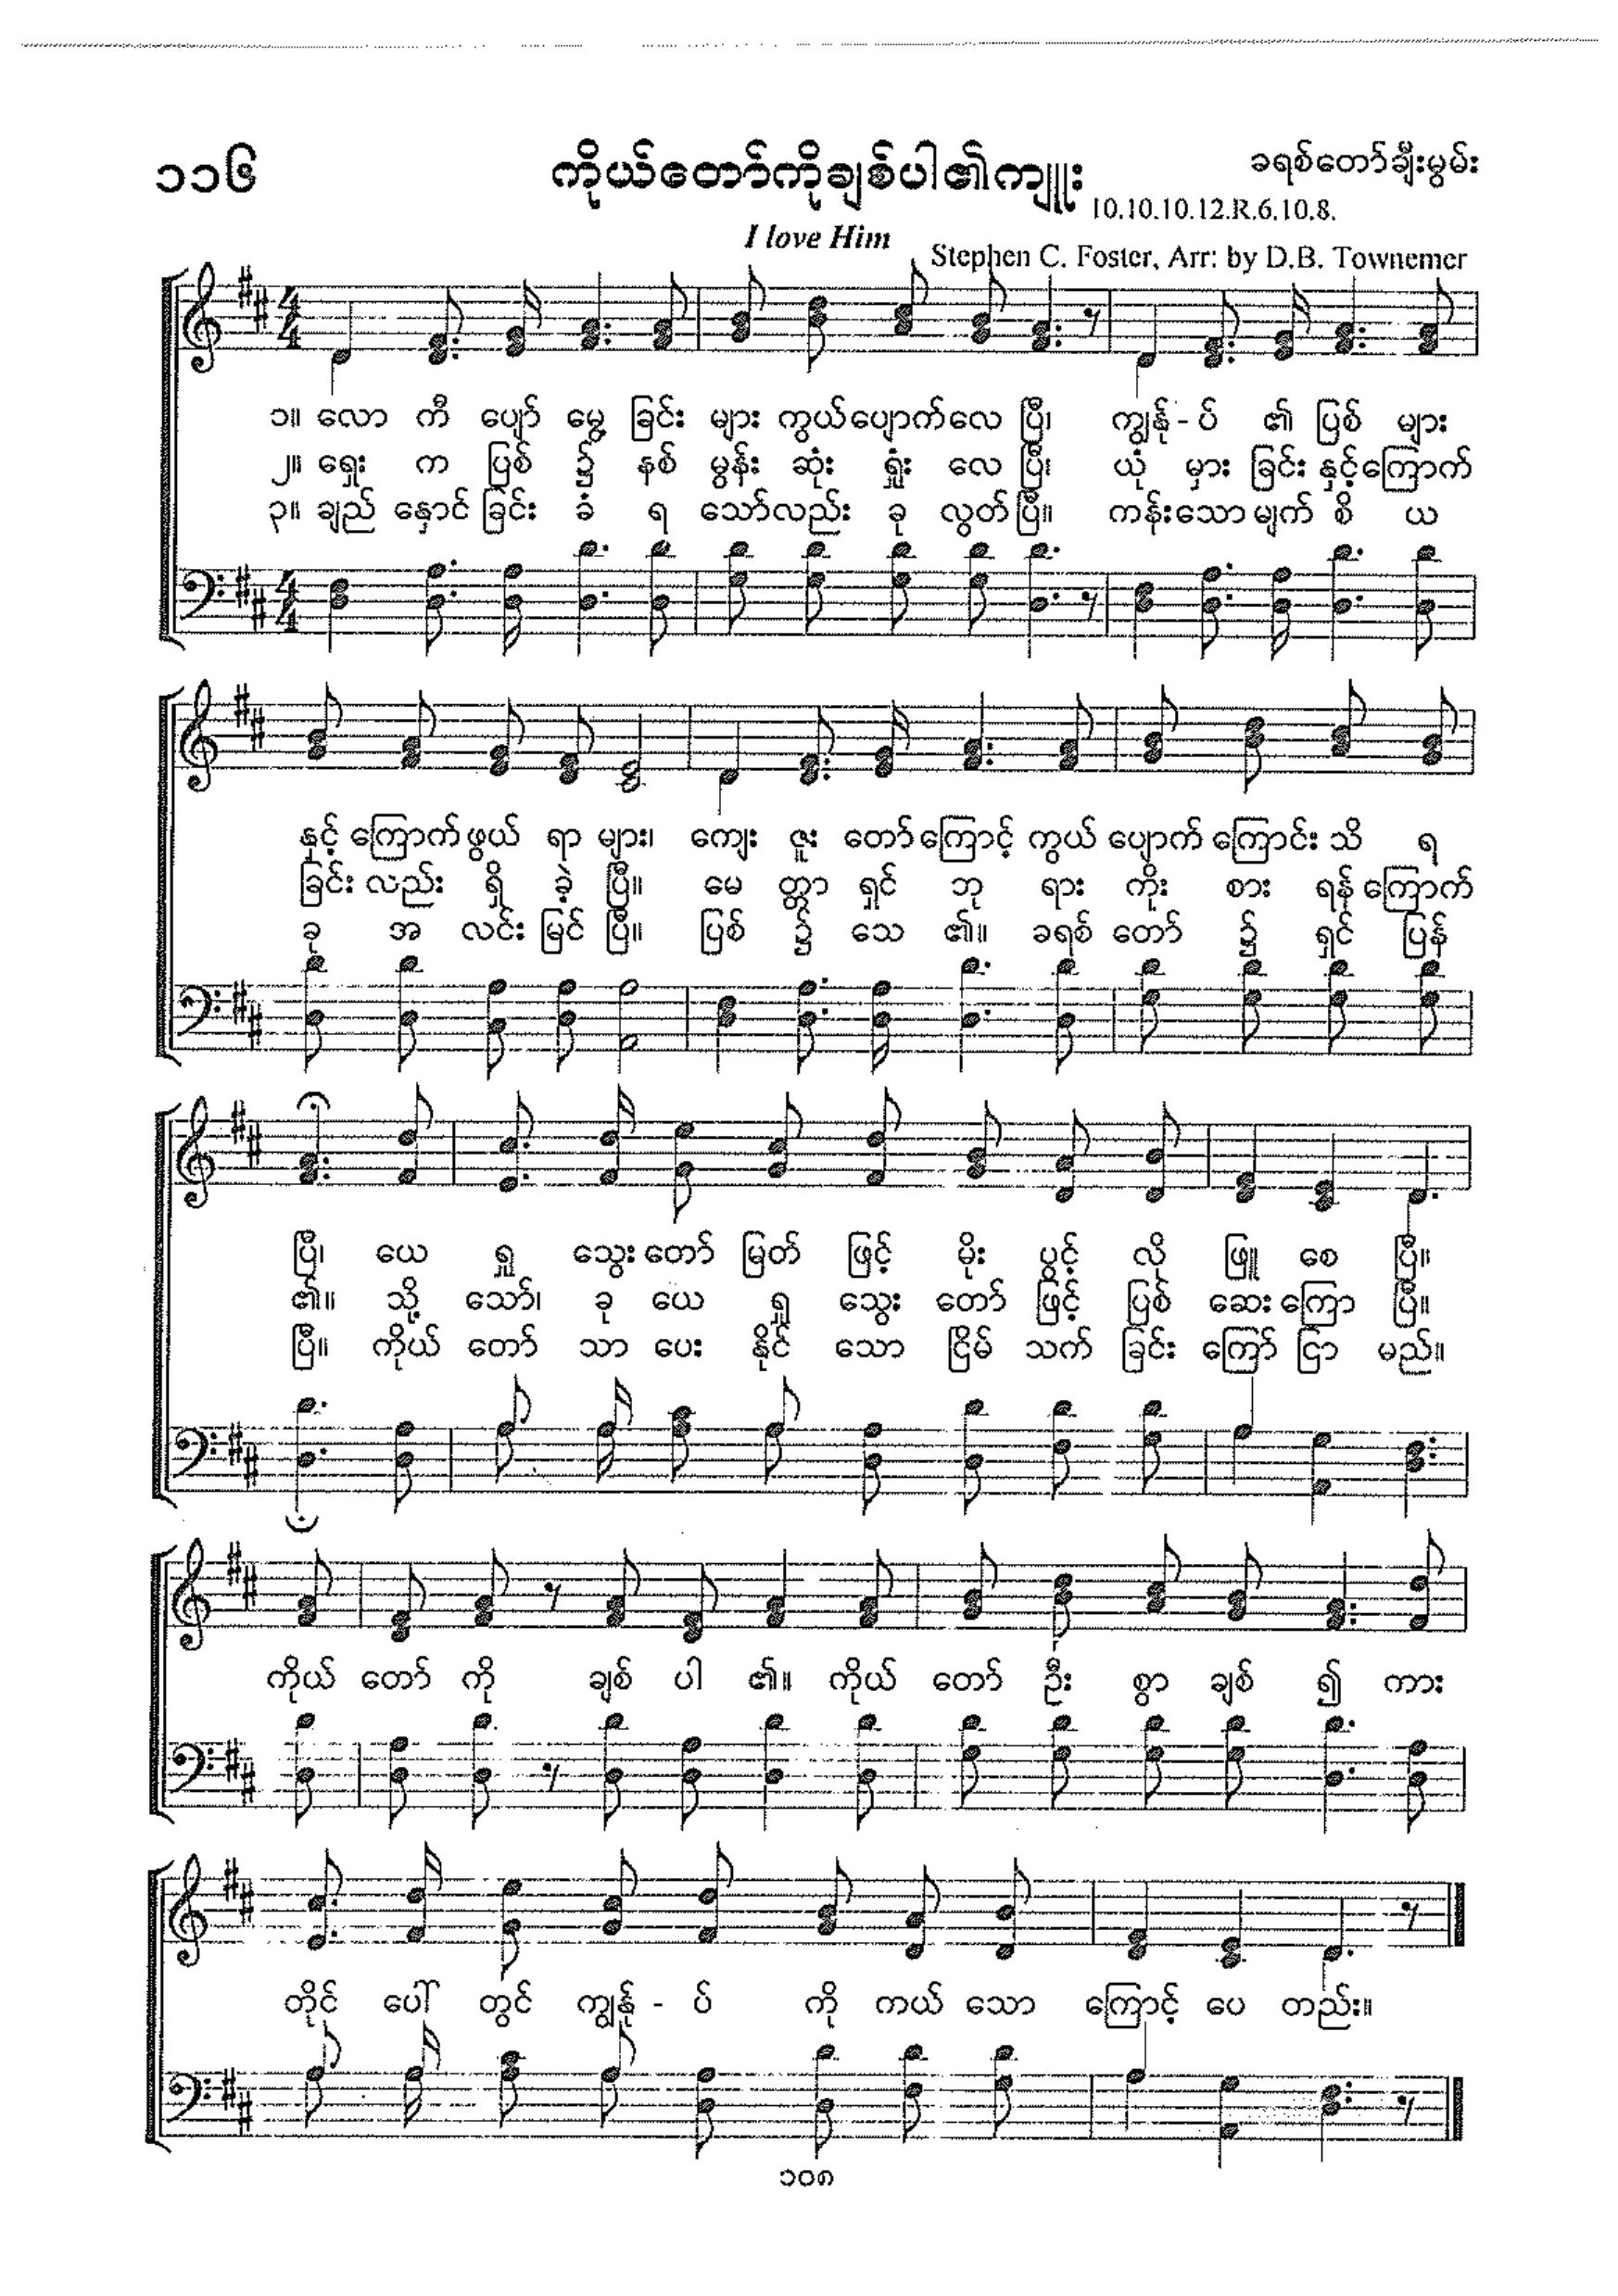 ၁၁၆ ကိုယ်တော်ကိုချစ်ပါ၏ကျူး ခရစ်တော်ချီးမွမ်း
10.10.10.12.R.6.10.8.
I love Him
Stephen C. Foster, Arr: by D.B. Townemer
၁။ လော ကီ ပျော် မွေ့ ခြင်း များ ကွယ် ပျောက် လေ ပြီ၊ ကျွန်ု - ပ် ၏ ပြစ် များ
၂။ ရှေး က ပြစ် ၌ နစ် မွန်း ဆုံး ရှုံး လေ ပြီ၊ ယုံ မှား ခြင်း နှင့် ကြောက်
၃။ ချည် နှောင် ခြင်း ခံ ရ သော် လည်း ခု လွတ် ပြီ။ ကန်း သော မျက် စိ ယ
နှင့် ကြောက် ဖွယ် ရာ များ၊ ကျေး ဇူး တော် ကြောင့် ကွယ် ပျောက် ကြောင်း သိ ရ
ခြင်း လည်း ရှိ ခဲ့ ပြီ။ မေ တ္တာ ရှင် ဘု ရား ကိုး စား ရန် ကြောက်
ခု အ လင်း မြင် ပြီ။ ပြစ် ၌ သေ ၏။ ခရစ် တော် ၌ ရှင် ပြန်
ပြီ၊ ယေ ရှု သွေး တော် မြတ် ဖြင့် မိုး ပွင့် လို ဖြူ စေ ပြီ။
၏။ သို့ သော်၊ ခု ယေ ရှု သွေး တော် ဖြင့် ပြစ် ဆေး ကြော ပြီ။
ပြီ။ ကိုယ် တော် သာ ပေး နိုင် သော ငြိမ် သက် ခြင်း ကြော် ငြာ မည်။
ကိုယ် တော် ကို ချစ် ပါ ၏။ ကိုယ် တော် ဦး စွာ ချစ် ၍ ကား
တိုင် ပေါ် တွင် ကျွန်ု - ပ် ကို ကယ် သော ကြောင့် ပေ တည်း။
၁၀၈